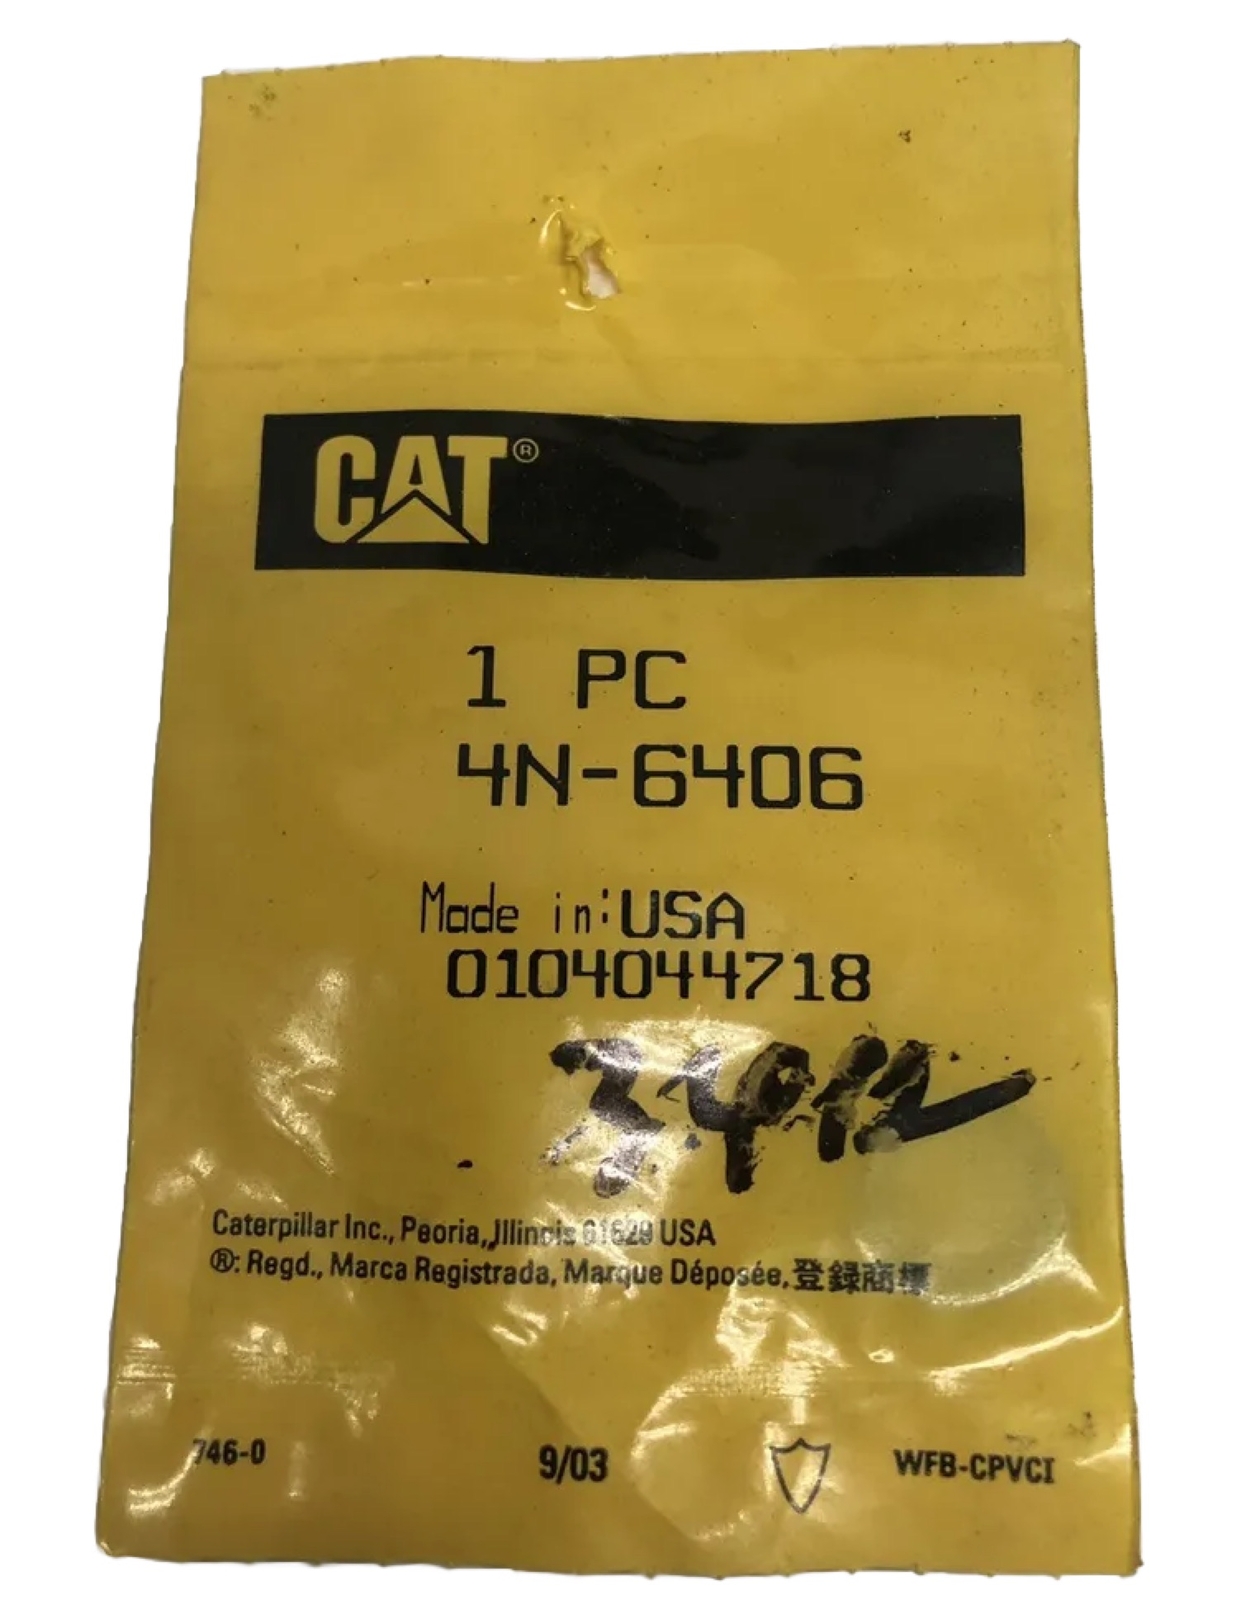 CAT®
1 PC
4N-6406
Made in:USA
0104044718
Caterpillar Inc., Peoria, Illinois 61629 USA
®: Regd., Marca Registrada, Marque Déposée, 登録商標
746-0
9/03
WFB-CPVCI